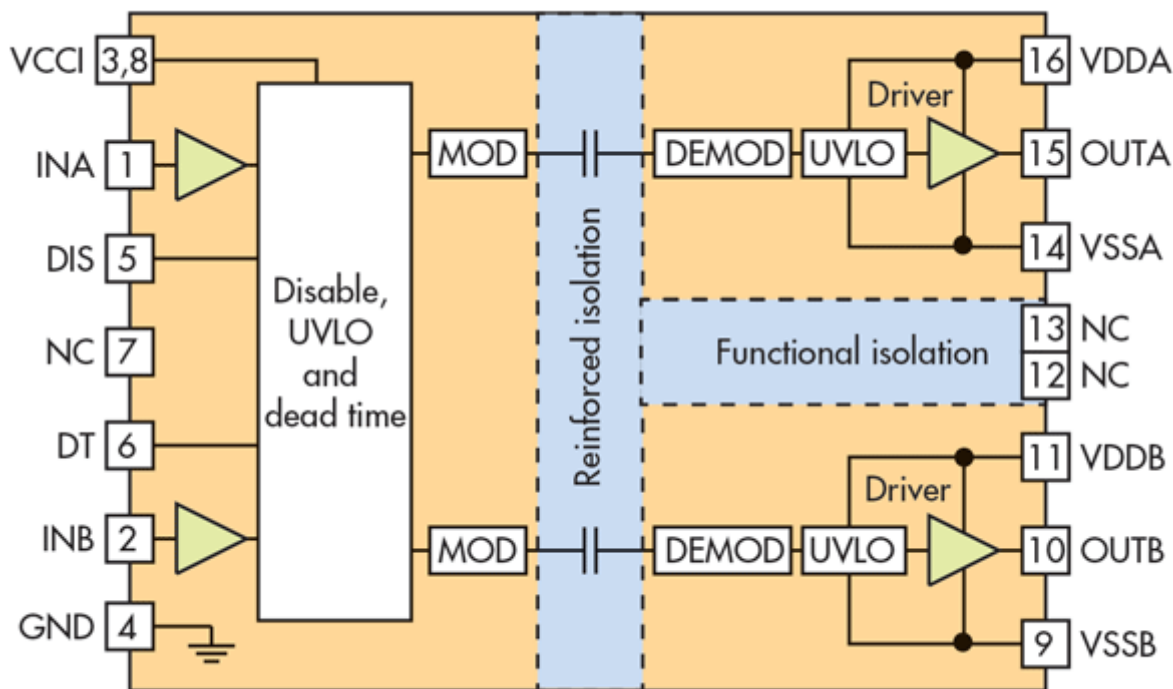 VCCI 3,8
INA 1
DIS 5
NC 7
DT 6
INB 2
GND 4
Disable,
UVLO
and
dead time
MOD
MOD
Reinforced isolation
DEMOD UVLO
Driver
16 VDDA
15 OUTA
14 VSSA
Functional isolation
13 NC
12 NC
DEMOD UVLO
Driver
11 VDDB
10 OUTB
9 VSSB